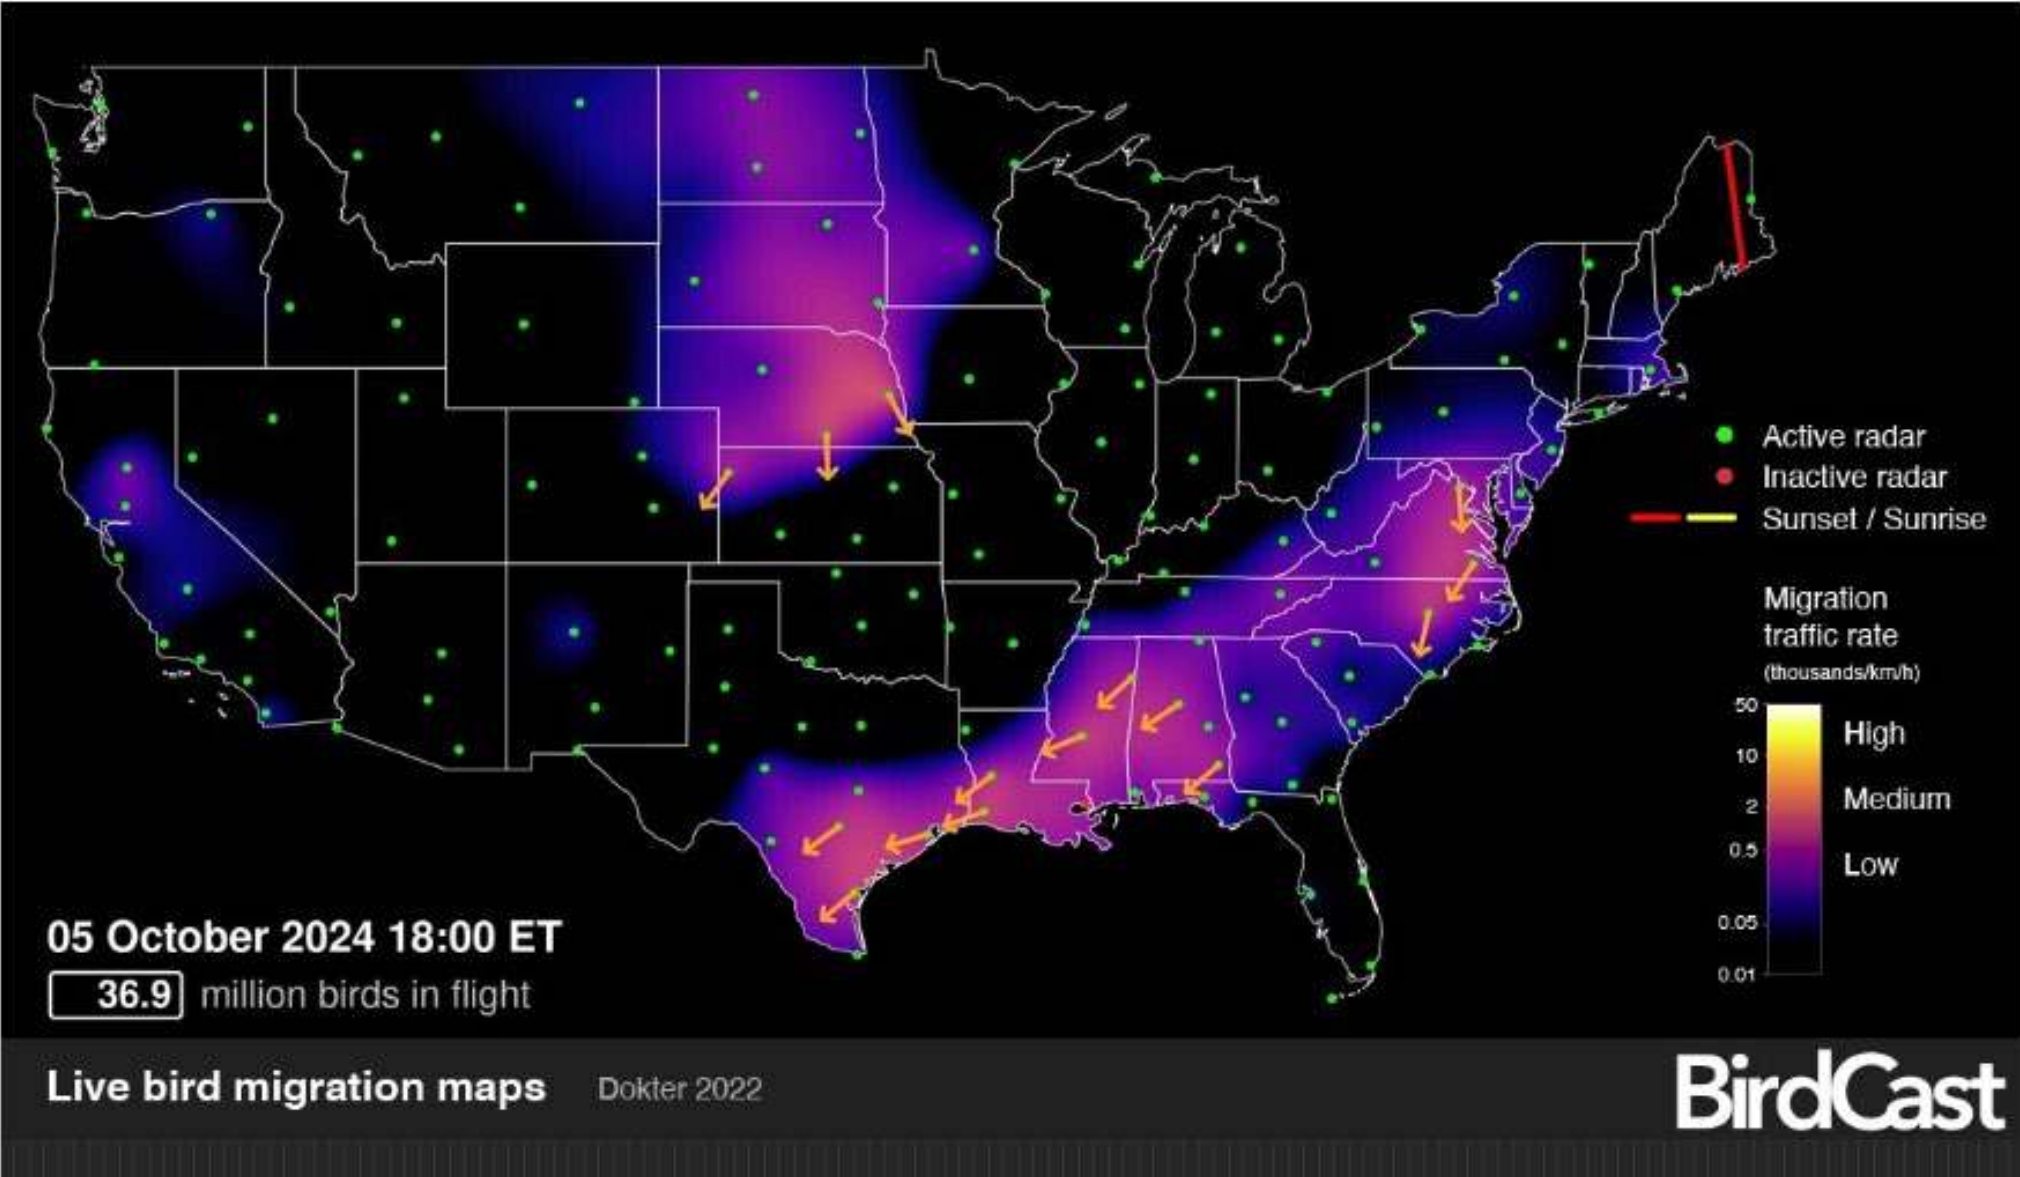 Active radar
Inactive radar
Sunset / Sunrise
Migration
traffic rate
(thousands/km/h)
50
High
10
Medium
2
0.5
Low
0.05
0.01
05 October 2024 18:00 ET
36.9 million birds in flight
Live bird migration maps Dokter 2022
BirdCast